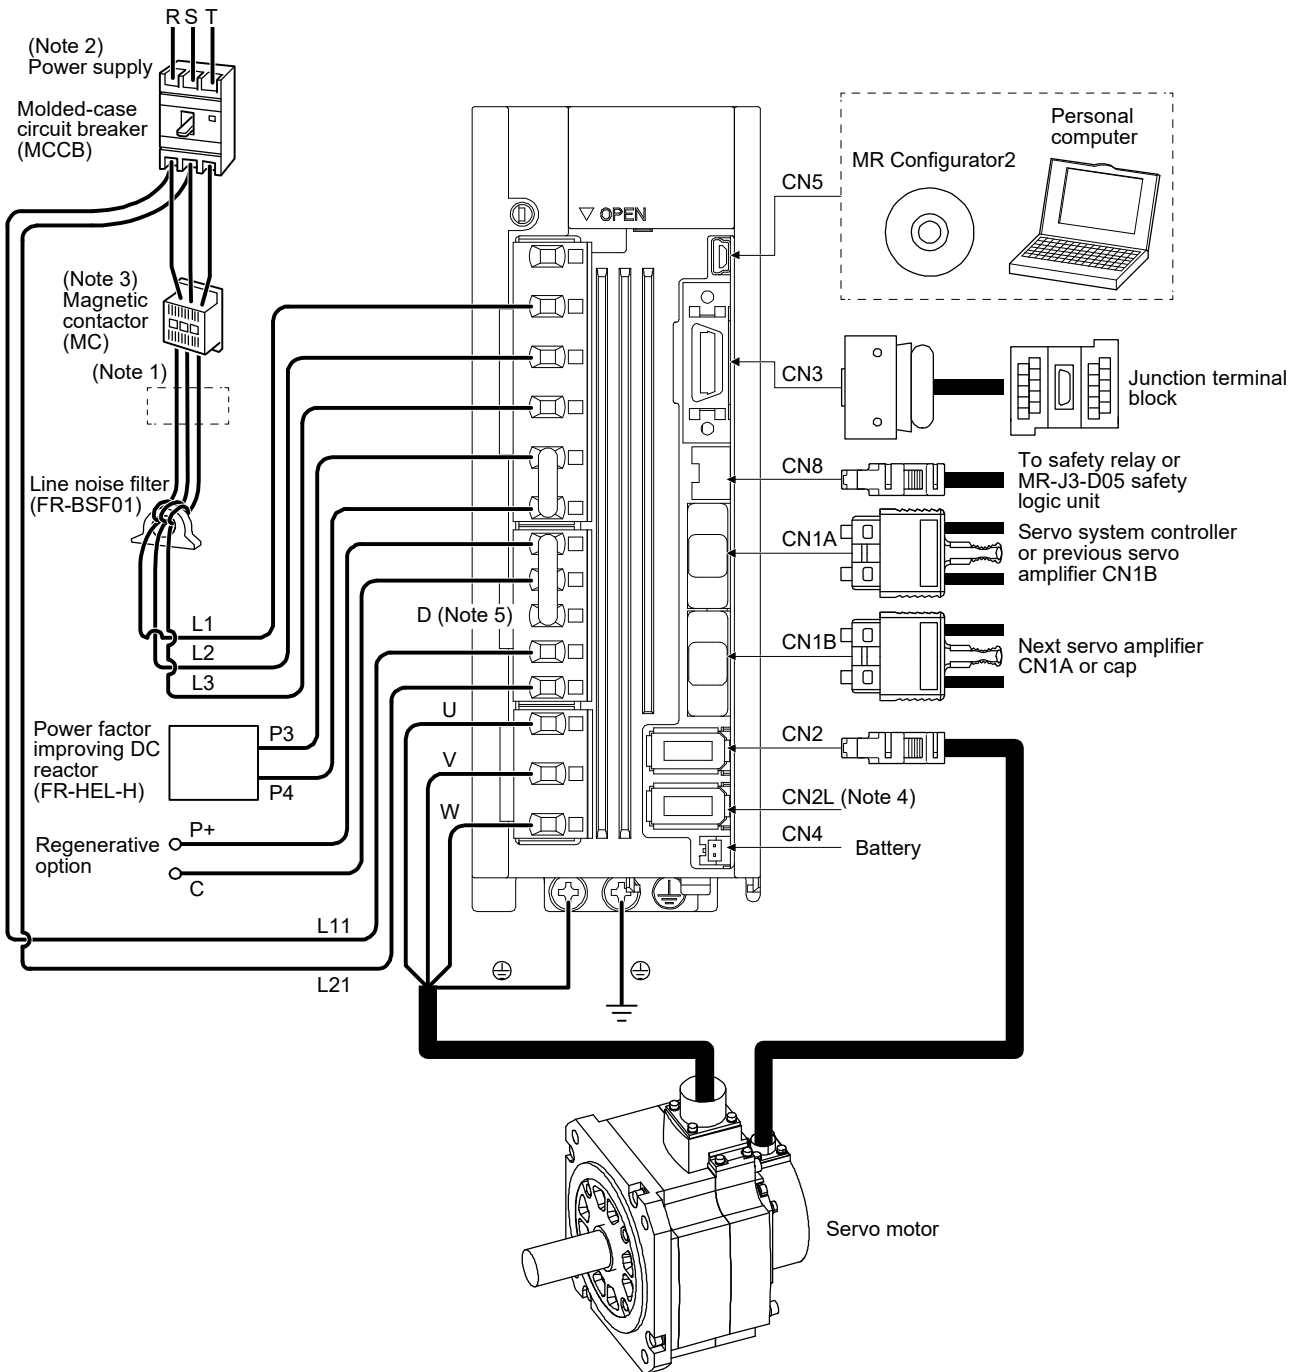 R S T
(Note 2)
Power supply
Molded-case
circuit breaker
(MCCB)
(Note 3)
Magnetic
contactor
(MC)
(Note 1)
Line noise filter
(FR-BSF01)
L1
L2
L3
Power factor
improving DC
reactor
(FR-HEL-H)
P3
P4
Regenerative
option
P+
C
L11
L21
D (Note 5)
U
V
W
OPEN
CN5
MR Configurator2
Personal
computer
CN3
Junction terminal
block
CN8
To safety relay or
MR-J3-D05 safety
logic unit
CN1A
Servo system controller
or previous servo
amplifier CN1B
CN1B
Next servo amplifier
CN1A or cap
CN2
CN2L (Note 4)
CN4
Battery
Servo motor